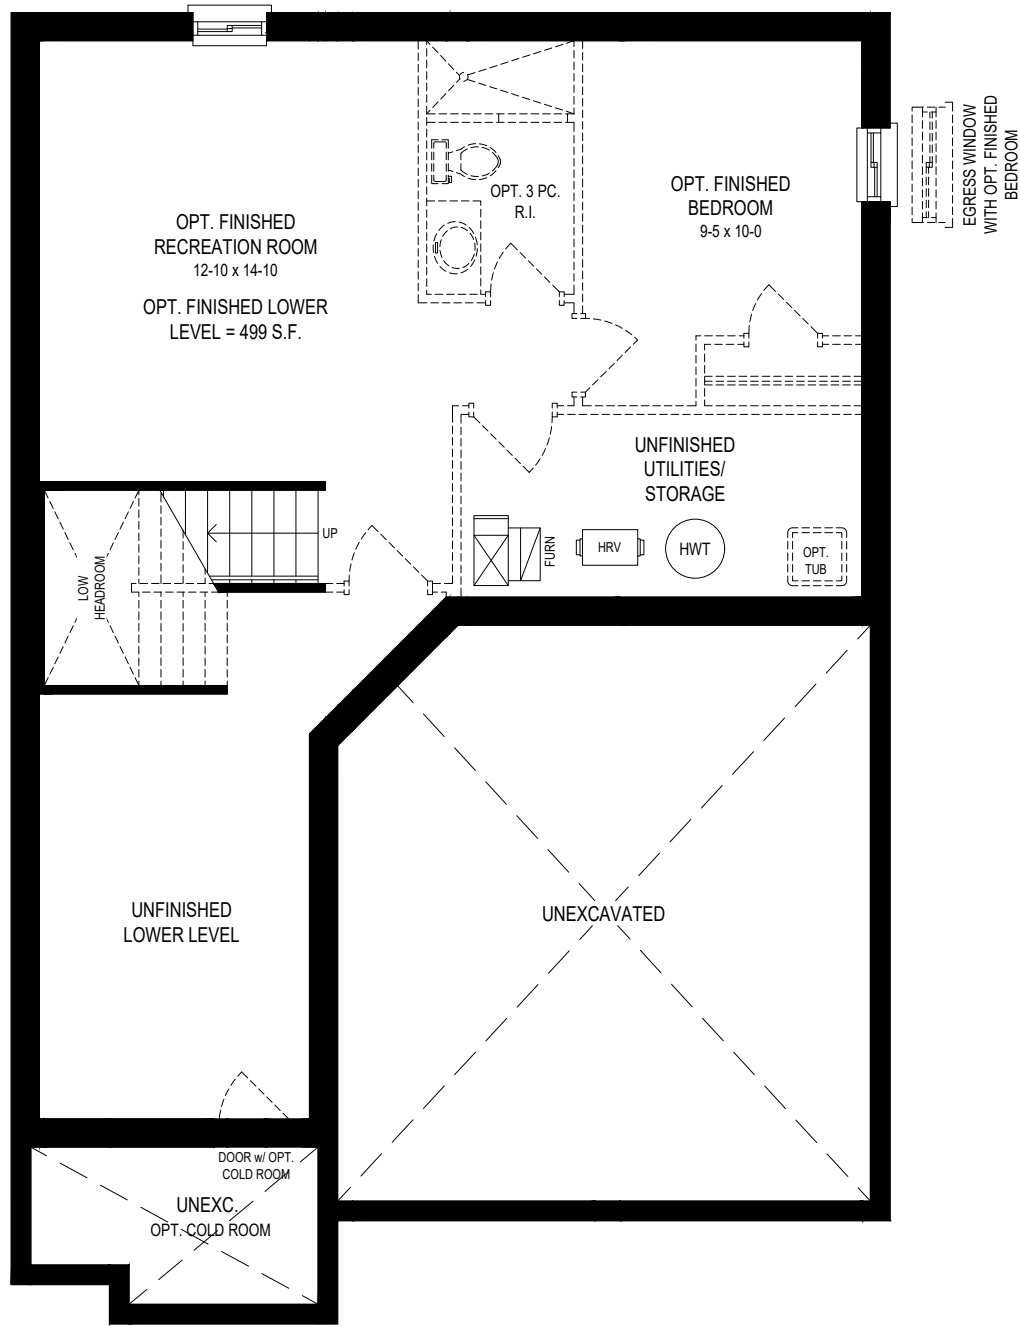 OPT. FINISHED
RECREATION ROOM
12-10 x 14-10
OPT. FINISHED LOWER
LEVEL = 499 S.F.
OPT. 3 PC.
R.I.
OPT. FINISHED
BEDROOM
9-5 x 10-0
EGRESS WINDOW
WITH OPT. FINISHED
BEDROOM
UNFINISHED
UTILITIES/
STORAGE
UP
FURN
HRV
HWT
OPT.
TUB
LOW
HEADROOM
UNFINISHED
LOWER LEVEL
UNEXCAVATED
DOOR w/ OPT.
COLD ROOM
UNEXC.
OPT. COLD ROOM